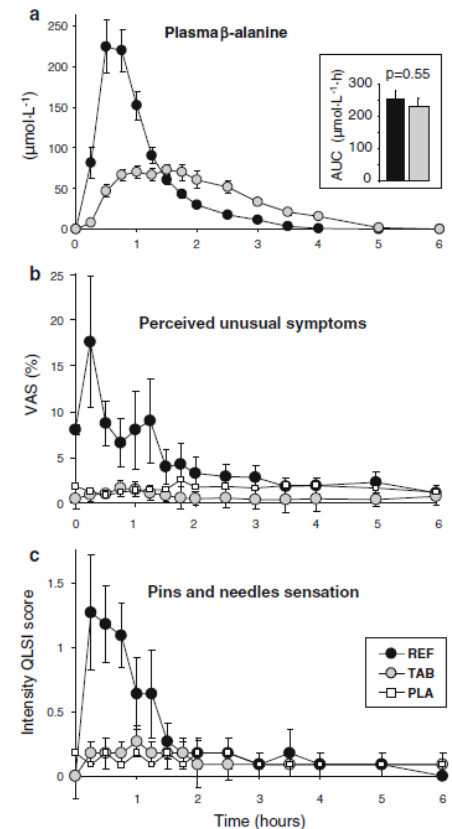 a
Plasma β-alanine
(μmol·L⁻¹)
250
200
150
100
50
0
0 1 2 3 4 5 6
p=0.55
AUC (μmol·L⁻¹·h)
300
200
100
0
b
Perceived unusual symptoms
VAS (%)
25
20
15
10
5
0
0 1 2 3 4 5 6
c
Pins and needles sensation
Intensity QLSI score
1.5
1
0.5
0
REF
TAB
PLA
1 2 3 4 5 6
Time (hours)